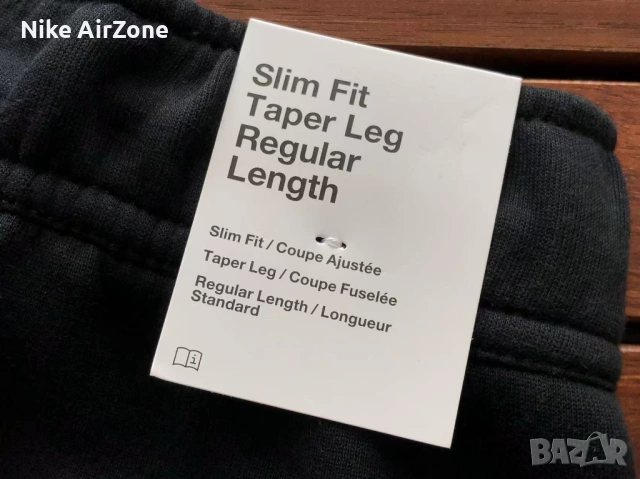 Nike AirZone
Slim Fit
Taper Leg
Regular
Length
Slim Fit / Coupe Ajustée
Taper Leg / Coupe Fuselée
Regular Length / Longueur
Standard
i
BAZAR